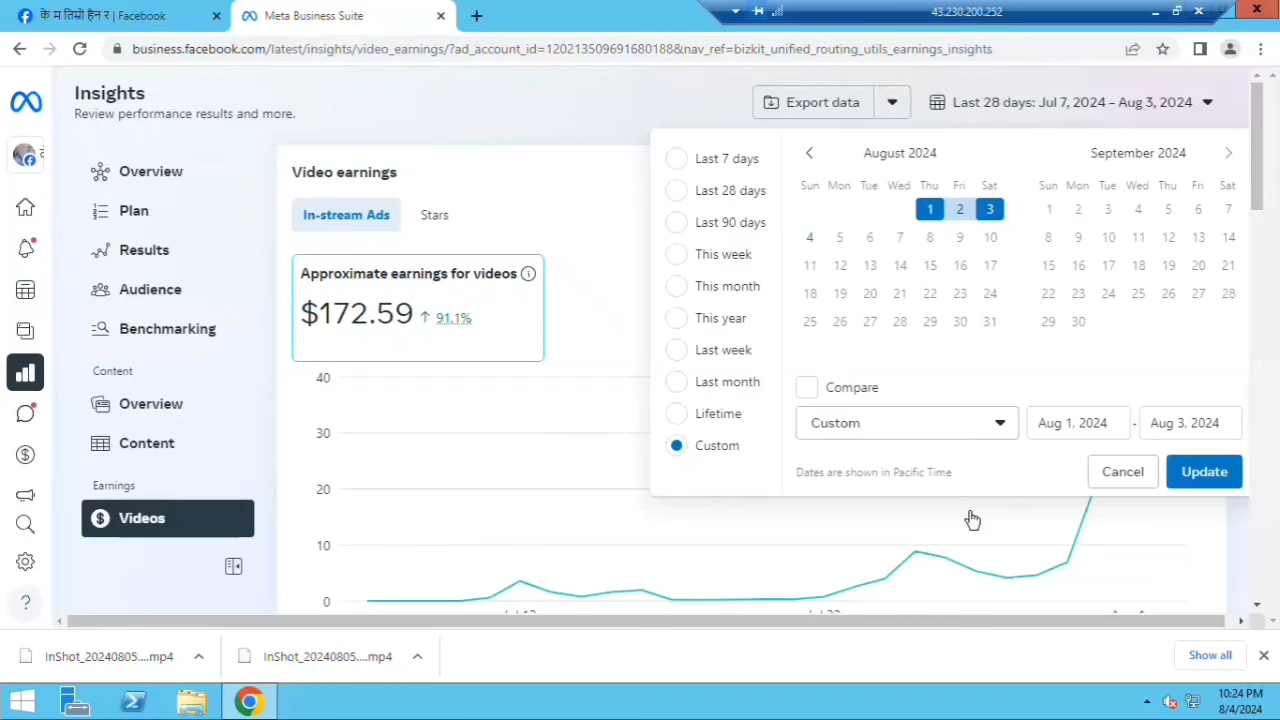 के म तिम्रो हैन र | Facebook
Meta Business Suite
43.230.200.252
business.facebook.com/latest/insights/video_earnings/?ad_account_id=120213509691680188&nav_ref=bizkit_unified_routing_utils_earnings_insights
Insights
Review performance results and more.
Export data
Last 28 days: Jul 7, 2024 – Aug 3, 2024
Overview
Plan
Results
Audience
Benchmarking
Content
Overview
Content
Earnings
Videos
Video earnings
In-stream Ads
Stars
Approximate earnings for videos
$172.59 ↑ 91.1%
40
30
20
10
0
Last 7 days
Last 28 days
Last 90 days
This week
This month
This year
Last week
Last month
Lifetime
Custom
August 2024
Sun Mon Tue Wed Thu Fri Sat
1 2 3
4 5 6 7 8 9 10
11 12 13 14 15 16 17
18 19 20 21 22 23 24
25 26 27 28 29 30 31
September 2024
Sun Mon Tue Wed Thu Fri Sat
1 2 3 4 5 6 7
8 9 10 11 12 13 14
15 16 17 18 19 20 21
22 23 24 25 26 27 28
29 30
Compare
Custom
Aug 1, 2024 - Aug 3, 2024
Dates are shown in Pacific Time
Cancel
Update
InShot_20240805....mp4
InShot_20240805....mp4
Show all
10:24 PM
8/4/2024